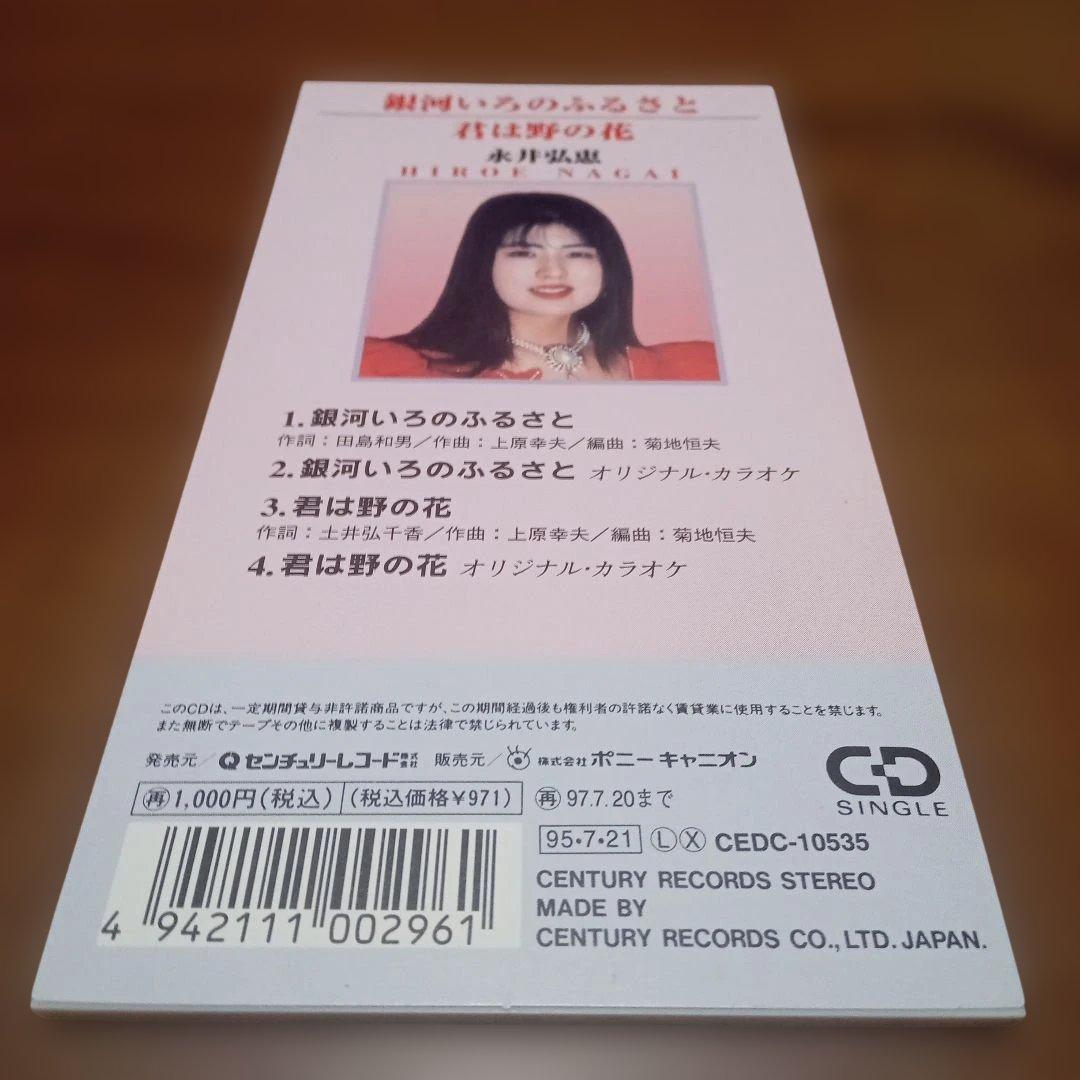 銀河いろのふるさと
君は野の花
永井弘恵
HIROE NAGAI
1.銀河いろのふるさと
作詞：田島和男／作曲：上原幸夫／編曲：菊地恒夫
2.銀河いろのふるさと オリジナル・カラオケ
3.君は野の花
作詞：土井弘千香／作曲：上原幸夫／編曲：菊地恒夫
4.君は野の花 オリジナル・カラオケ
このCDは、一定期間貸与非許諾商品ですが、この期間経過後も権利者の許諾なく賃貸業に使用することを禁じます。
また無断でテープその他に複製することは法律で禁じられています。
発売元／センチュリーレコード株式会社 販売元／株式会社ポニーキャニオン
再1,000円(税込) (税込価格¥971) 再97.7.20まで
CD
SINGLE
95・7・21 Ⓛ Ⓧ CEDC-10535
CENTURY RECORDS STEREO
MADE BY
CENTURY RECORDS CO.,LTD. JAPAN.
4 942111 002961